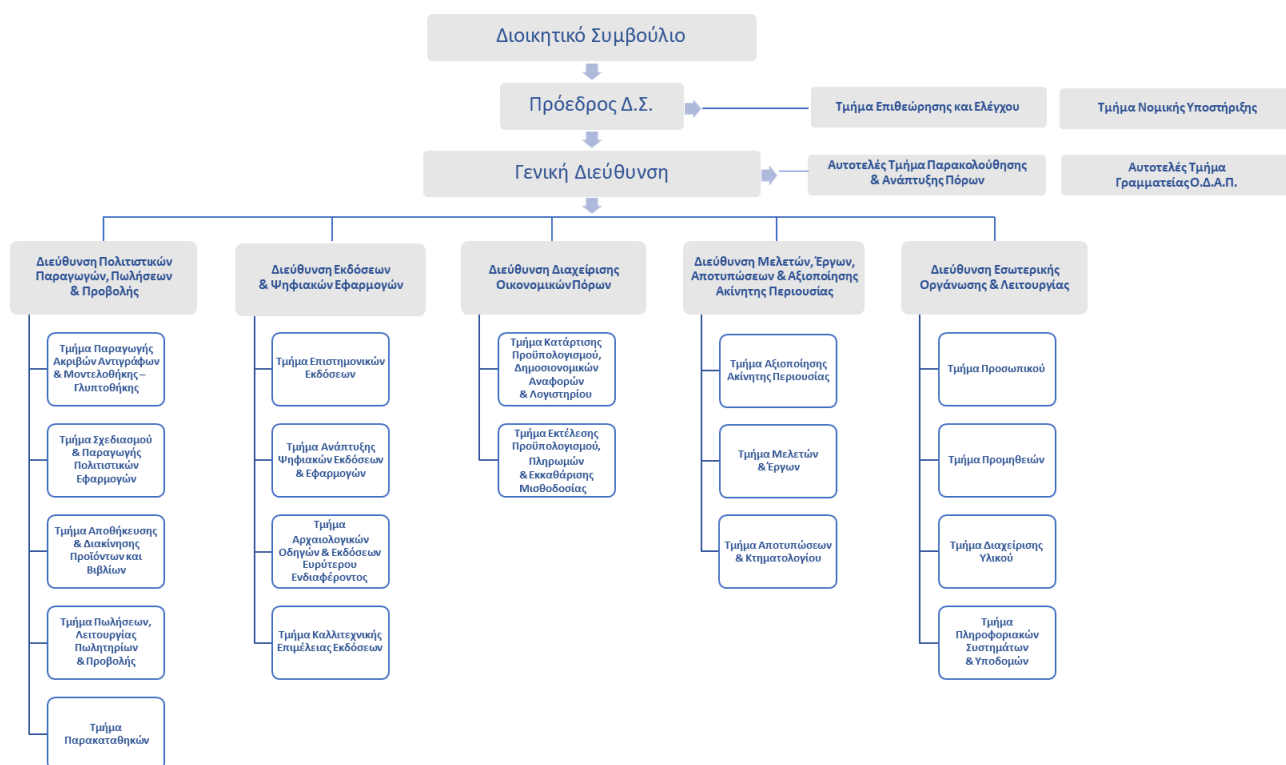 Διοικητικό Συμβούλιο
Πρόεδρος Δ.Σ.
Τμήμα Επιθεώρησης και Ελέγχου
Τμήμα Νομικής Υποστήριξης
Γενική Διεύθυνση
Αυτοτελές Τμήμα Παρακολούθησης
& Ανάπτυξης Πόρων
Αυτοτελές Τμήμα
Γραμματείας Ο.Δ.Α.Π.
Διεύθυνση Πολιτιστικών
Παραγωγών, Πωλήσεων
& Προβολής
Τμήμα Παραγωγής
Ακριβών Αντιγράφων
& Μοντελοθήκης –
Γλυπτοθήκης
Τμήμα Σχεδιασμού
& Παραγωγής
Πολιτιστικών
Εφαρμογών
Τμήμα Αποθήκευσης
& Διακίνησης
Προϊόντων και
Βιβλίων
Τμήμα Πωλήσεων,
Λειτουργίας
Πωλητηρίων
& Προβολής
Τμήμα
Παρακαταθηκών
Διεύθυνση Εκδόσεων
& Ψηφιακών Εφαρμογών
Τμήμα Επιστημονικών
Εκδόσεων
Τμήμα Ανάπτυξης
Ψηφιακών Εκδόσεων
& Εφαρμογών
Τμήμα
Αρχαιολογικών
Οδηγών & Εκδόσεων
Ευρύτερου
Ενδιαφέροντος
Τμήμα Καλλιτεχνικής
Επιμέλειας Εκδόσεων
Διεύθυνση Διαχείρισης
Οικονομικών Πόρων
Τμήμα Κατάρτισης
Προϋπολογισμού,
Δημοσιονομικών
Αναφορών
& Λογιστηρίου
Τμήμα Εκτέλεσης
Προϋπολογισμού,
Πληρωμών
& Εκκαθάρισης
Μισθοδοσίας
Διεύθυνση Μελετών, Έργων,
Αποτυπώσεων & Αξιοποίησης
Ακίνητης Περιουσίας
Τμήμα Αξιοποίησης
Ακίνητης Περιουσίας
Τμήμα Μελετών
& Έργων
Τμήμα Αποτυπώσεων
& Κτηματολογίου
Διεύθυνση Εσωτερικής
Οργάνωσης & Λειτουργίας
Τμήμα Προσωπικού
Τμήμα Προμηθειών
Τμήμα Διαχείρισης
Υλικού
Τμήμα
Πληροφοριακών
Συστημάτων
& Υποδομών